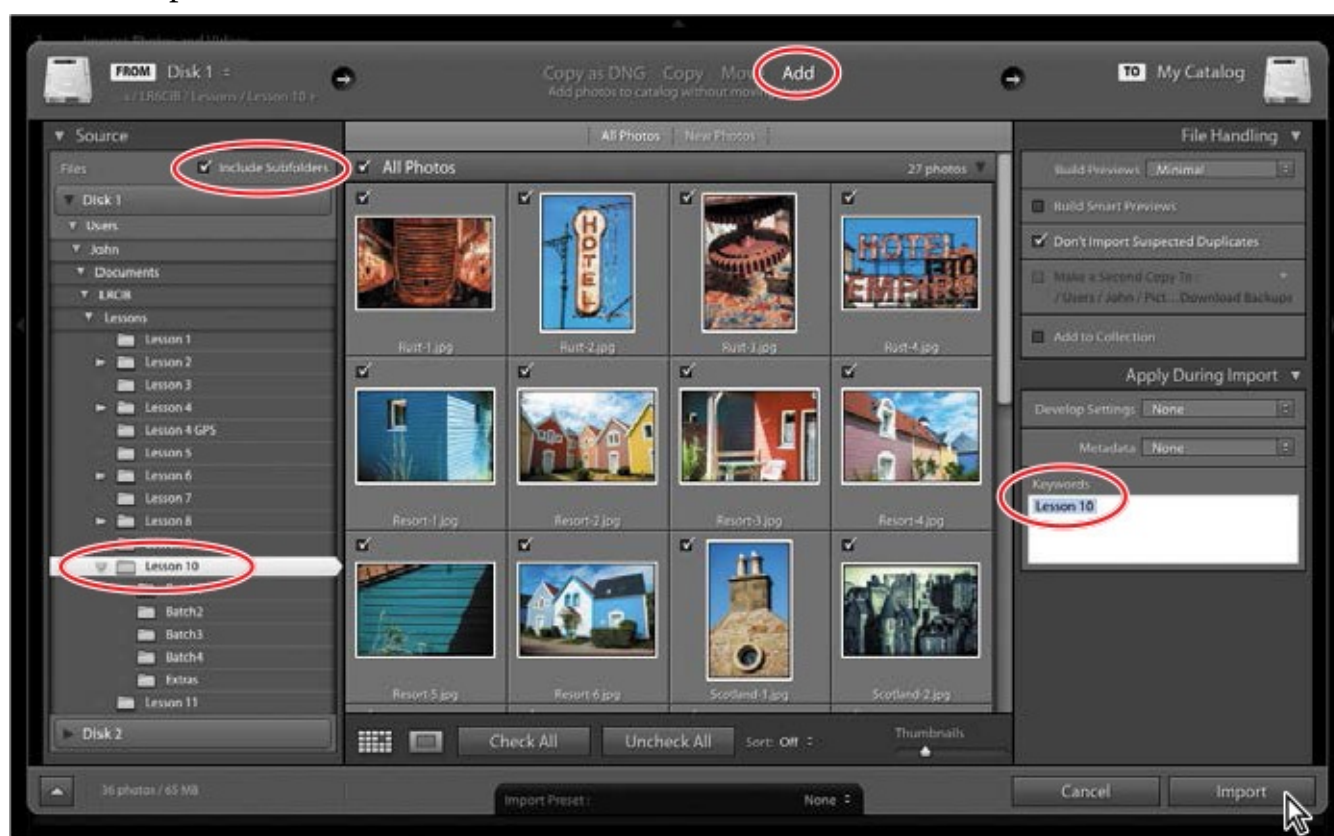 FROM Disk 1
/ LR6CIB / Lessons / Lesson 10
Copy as DNG Copy Move Add
Add photos to catalog without moving
TO My Catalog
Source
Files Include Subfolders
Disk 1
Users
John
Documents
LRCIB
Lessons
Lesson 1
Lesson 2
Lesson 3
Lesson 4
Lesson 4 GPS
Lesson 5
Lesson 6
Lesson 7
Lesson 8
Lesson 10
Batch2
Batch3
Batch4
Extras
Lesson 11
Disk 2
All Photos New Photos
All Photos 27 photos
HOTEL
HOTEL
EMPIRE
Rust-1.jpg Rust-2.jpg Rust-3.jpg Rust-4.jpg
Resort-1.jpg Resort-2.jpg Resort-3.jpg Resort-4.jpg
Resort-5.jpg Resort-6.jpg Scotland-1.jpg Scotland-2.jpg
Check All Uncheck All Sort: Off Thumbnails
File Handling
Build Previews Minimal
Build Smart Previews
Don't Import Suspected Duplicates
Make a Second Copy To :
/ Users / John / Pict... Download Backups
Add to Collection
Apply During Import
Develop Settings None
Metadata None
Keywords
Lesson 10
36 photos / 65 MB
Import Preset : None
Cancel Import